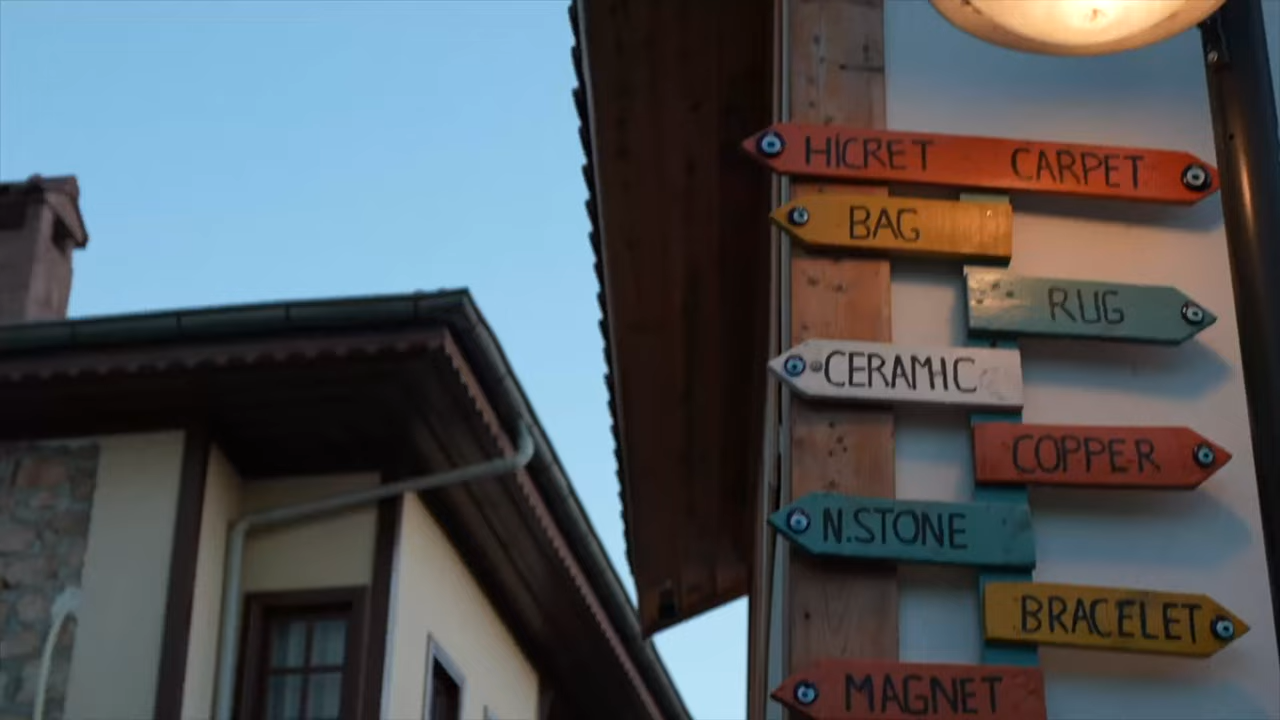 HİCRET CARPET
BAG
RUG
CERAMIC
COPPER
N.STONE
BRACELET
MAGNET